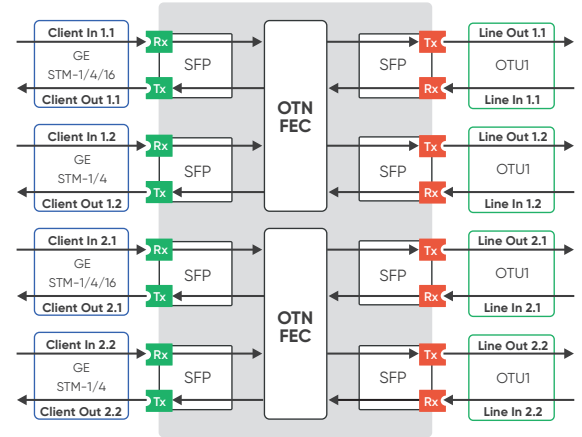 Client In 1.1
Rx
Tx
Line Out 1.1
GE
SFP
SFP
OTU1
STM-1/4/16
Client Out 1.1
Tx
Rx
Line In 1.1
OTN
FEC
Client In 1.2
Rx
Tx
Line Out 1.2
GE
SFP
SFP
OTU1
STM-1/4
Client Out 1.2
Tx
Rx
Line In 1.2
Client In 2.1
Rx
Tx
Line Out 2.1
GE
SFP
SFP
OTU1
STM-1/4/16
Client Out 2.1
Tx
Rx
Line In 2.1
OTN
FEC
Client In 2.2
Rx
Tx
Line Out 2.2
GE
SFP
SFP
OTU1
STM-1/4
Client Out 2.2
Tx
Rx
Line In 2.2